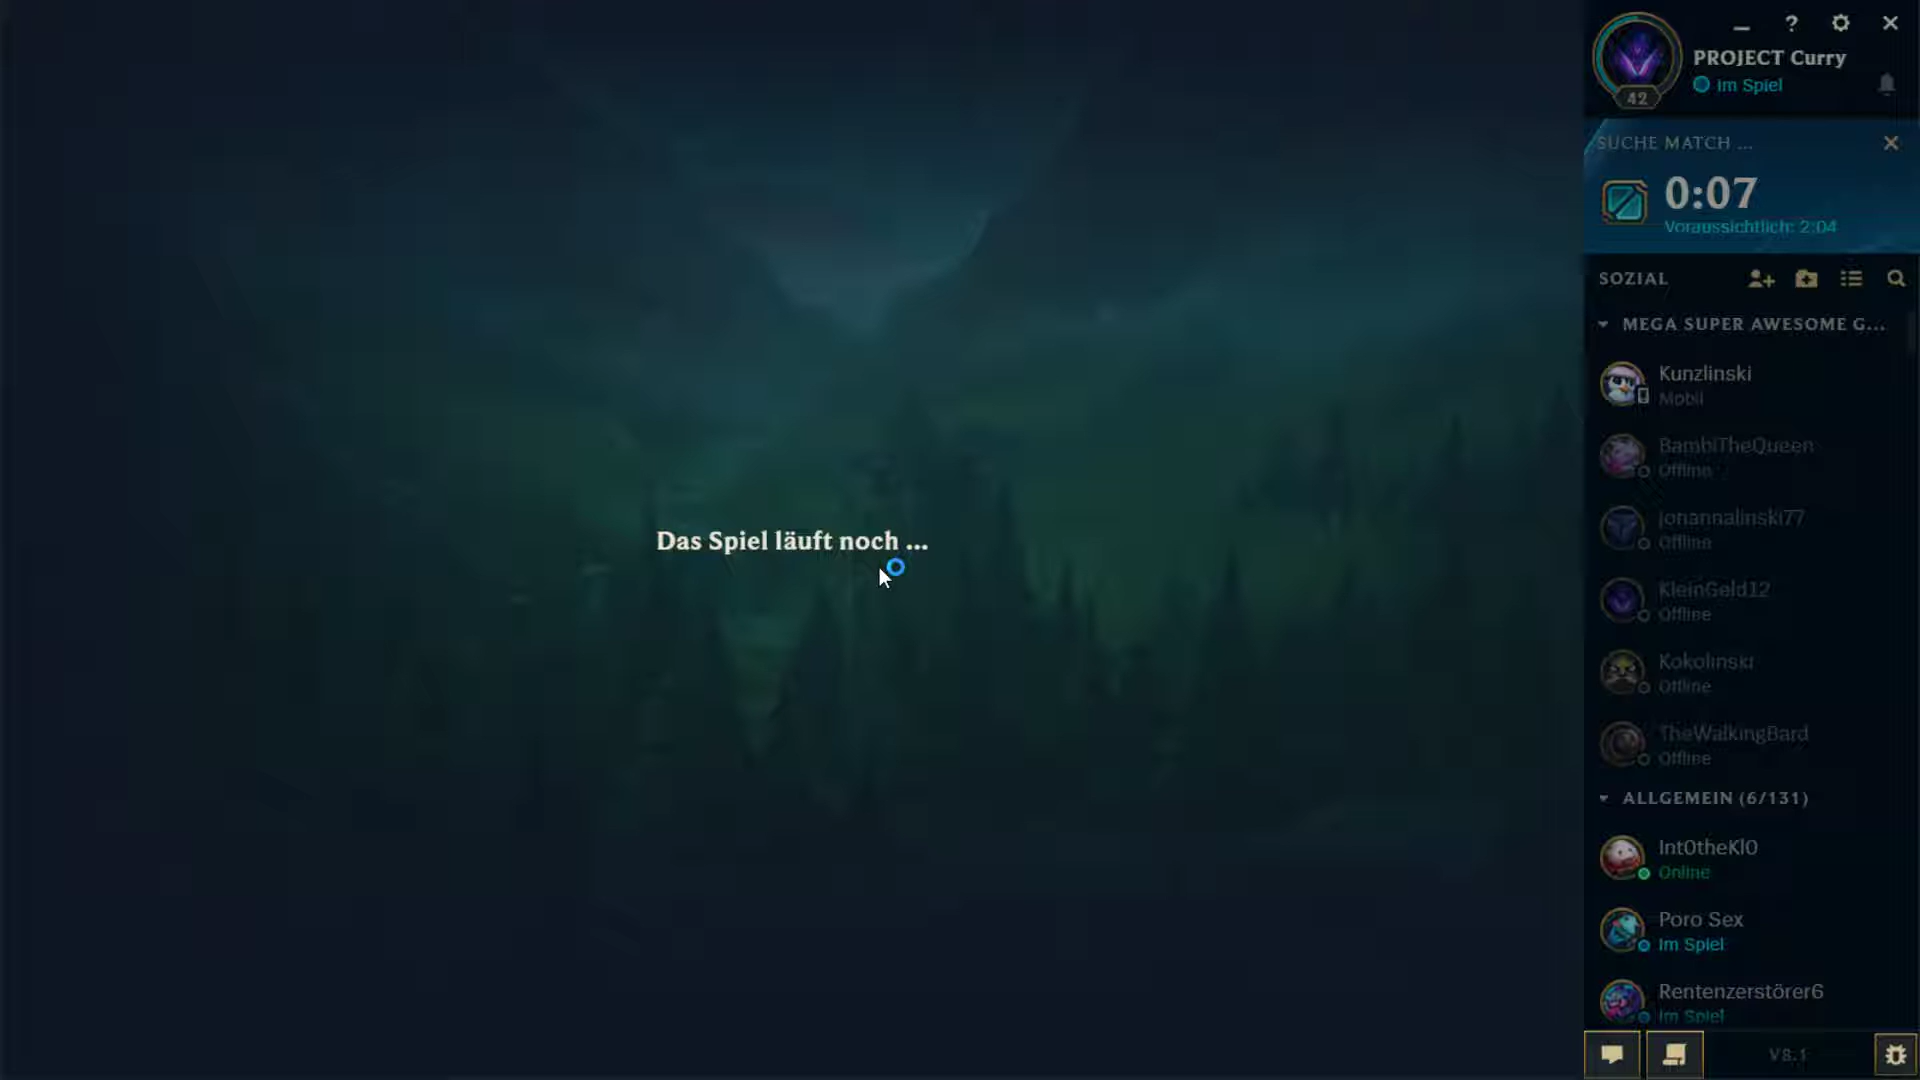 ?
PROJECT Curry
42
Im Spiel
SUCHE MATCH ...
0:07
Voraussichtlich: 2:04
SOZIAL
MEGA SUPER AWESOME G...
Kunzlinski
Mobil
BambiTheQueen
Offline
jonannalinski77
Offline
KleinGeld12
Offline
Kokolinski
Offline
TheWalkingBard
Offline
ALLGEMEIN (6/131)
Int0theKl0
Online
Poro Sex
Im Spiel
Rentenzerstörer6
Im Spiel
V8.1
Das Spiel läuft noch ...